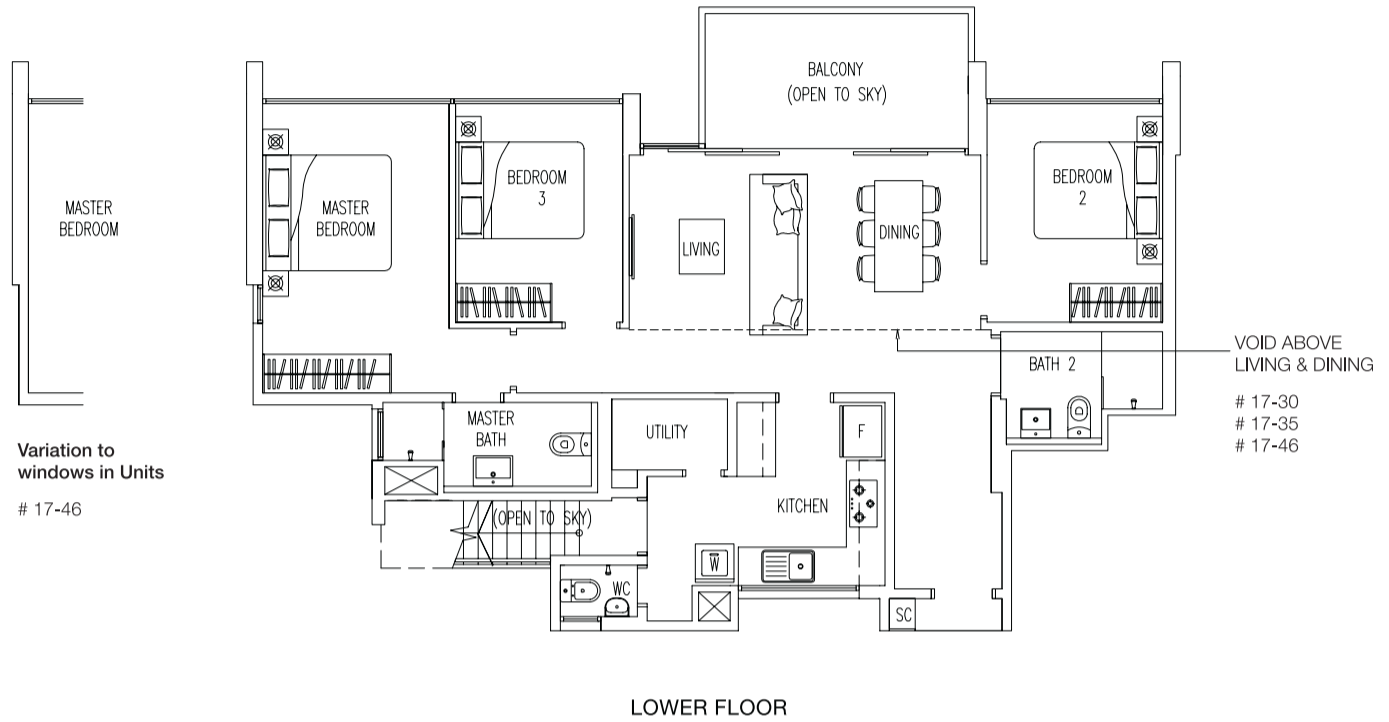 BALCONY
(OPEN TO SKY)
MASTER
BEDROOM
MASTER
BEDROOM
BEDROOM
3
LIVING
DINING
BEDROOM
2
VOID ABOVE
LIVING & DINING
# 17-30
# 17-35
# 17-46
BATH 2
MASTER
BATH
UTILITY
F
Variation to
windows in Units
# 17-46
(OPEN TO SKY)
KITCHEN
W
WC
SC
LOWER FLOOR